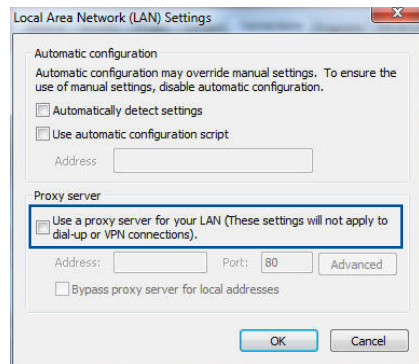 Local Area Network (LAN) Settings
Automatic configuration
Automatic configuration may override manual settings. To ensure the
use of manual settings, disable automatic configuration.
Automatically detect settings
Use automatic configuration script
Address
Proxy server
Use a proxy server for your LAN (These settings will not apply to
dial-up or VPN connections).
Address: Port: 80 Advanced
Bypass proxy server for local addresses
OK Cancel